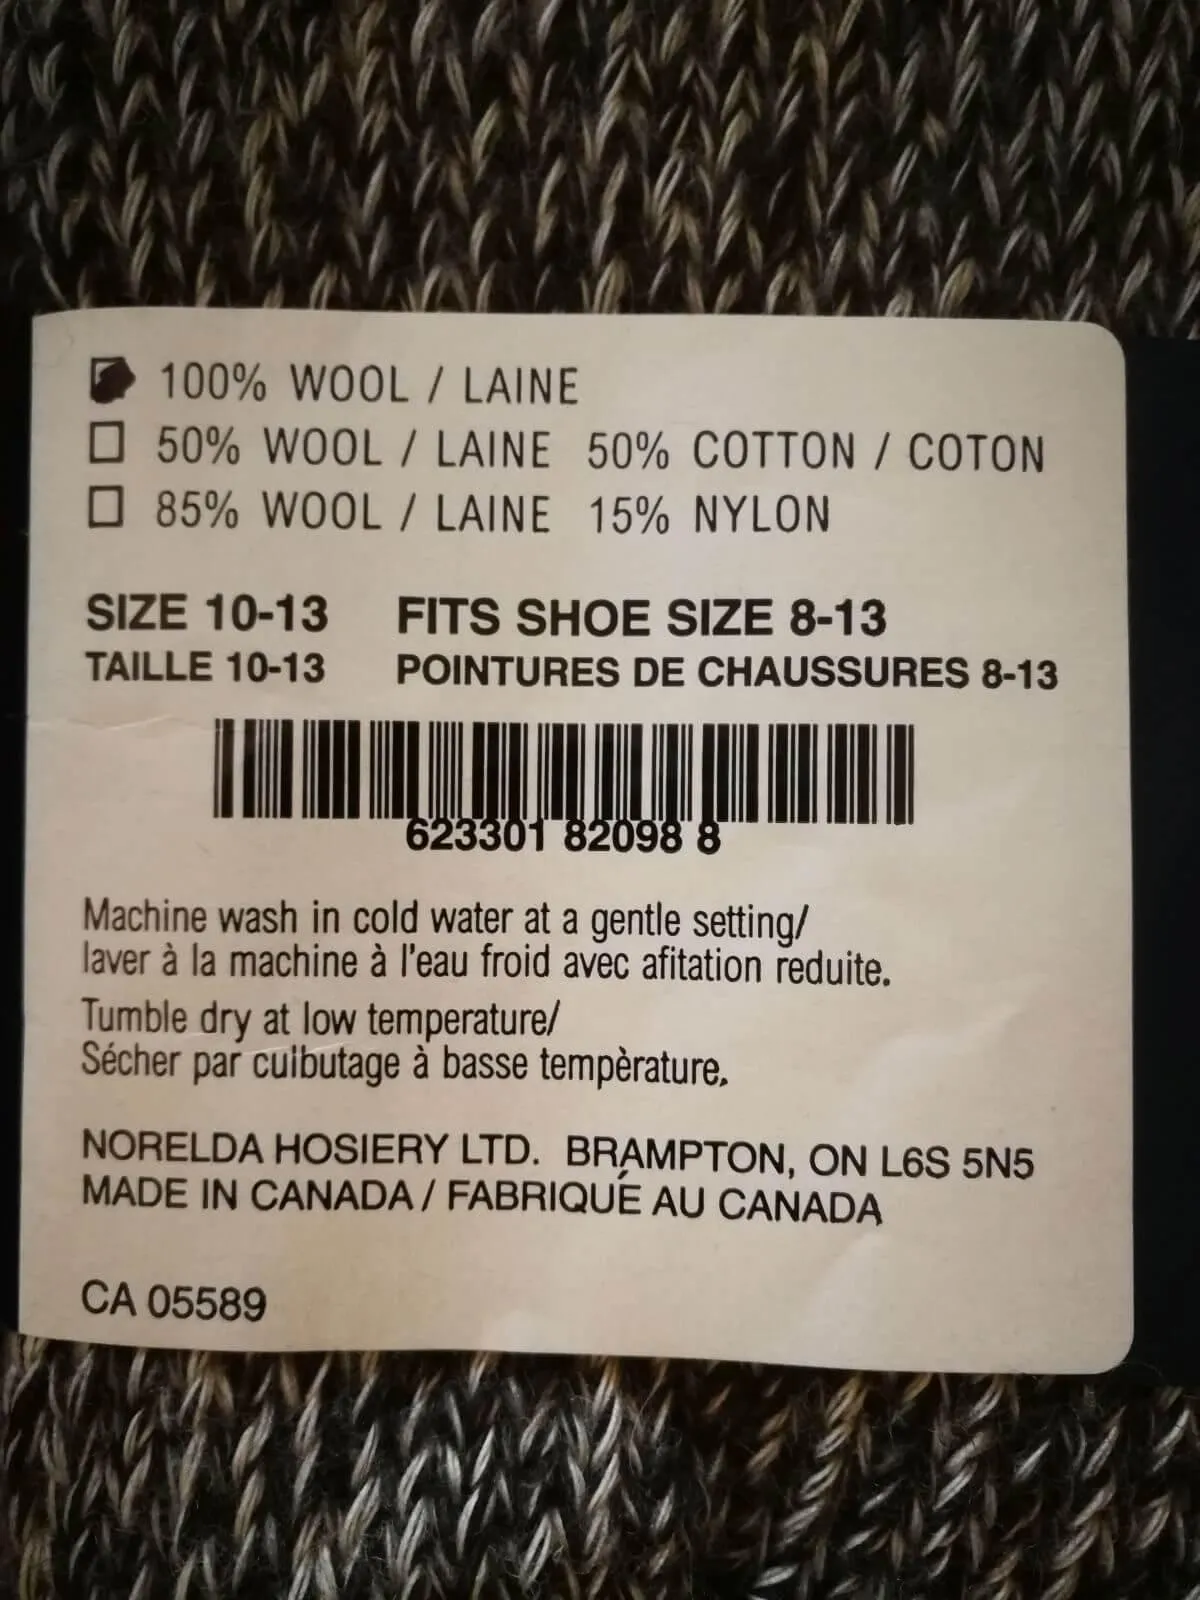 100% WOOL / LAINE
50% WOOL / LAINE 50% COTTON / COTON
85% WOOL / LAINE 15% NYLON
SIZE 10-13 FITS SHOE SIZE 8-13
TAILLE 10-13 POINTURES DE CHAUSSURES 8-13
623301 82098 8
Machine wash in cold water at a gentle setting/
laver à la machine à l'eau froid avec afitation reduite.
Tumble dry at low temperature/
Sécher par culbutage à basse tempèrature.
NORELDA HOSIERY LTD. BRAMPTON, ON L6S 5N5
MADE IN CANADA / FABRIQUÉ AU CANADA
CA 05589